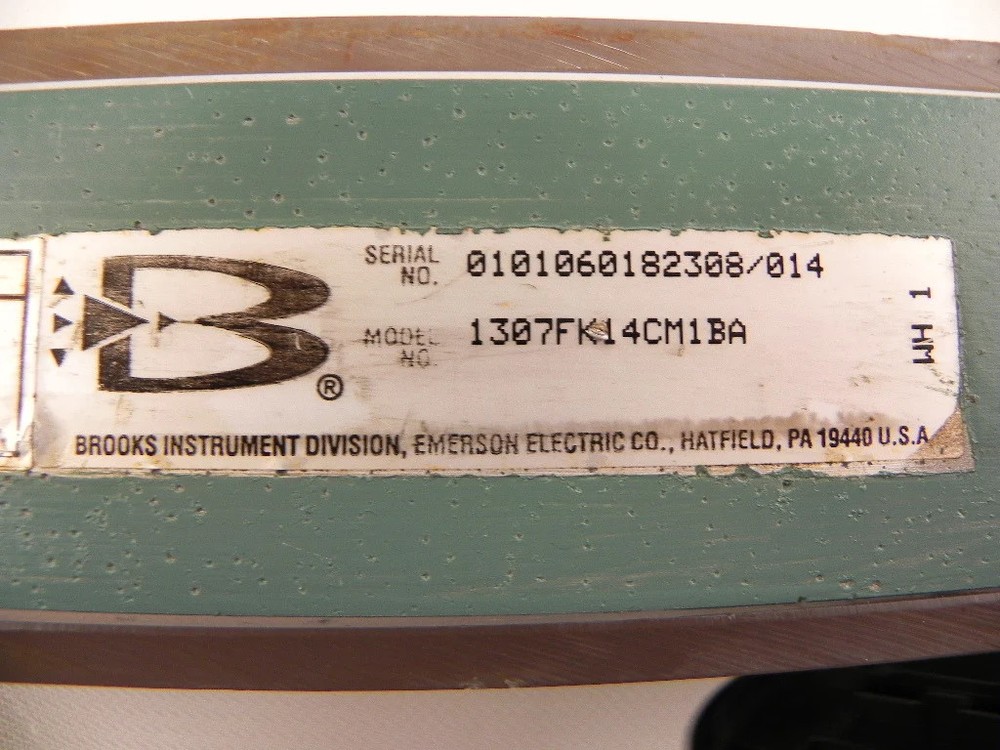 SERIAL NO. 0101060182308/014
MODEL NO. 1307FK14CM1BA
WH 1
B®
BROOKS INSTRUMENT DIVISION, EMERSON ELECTRIC CO., HATFIELD, PA 19440 U.S.A